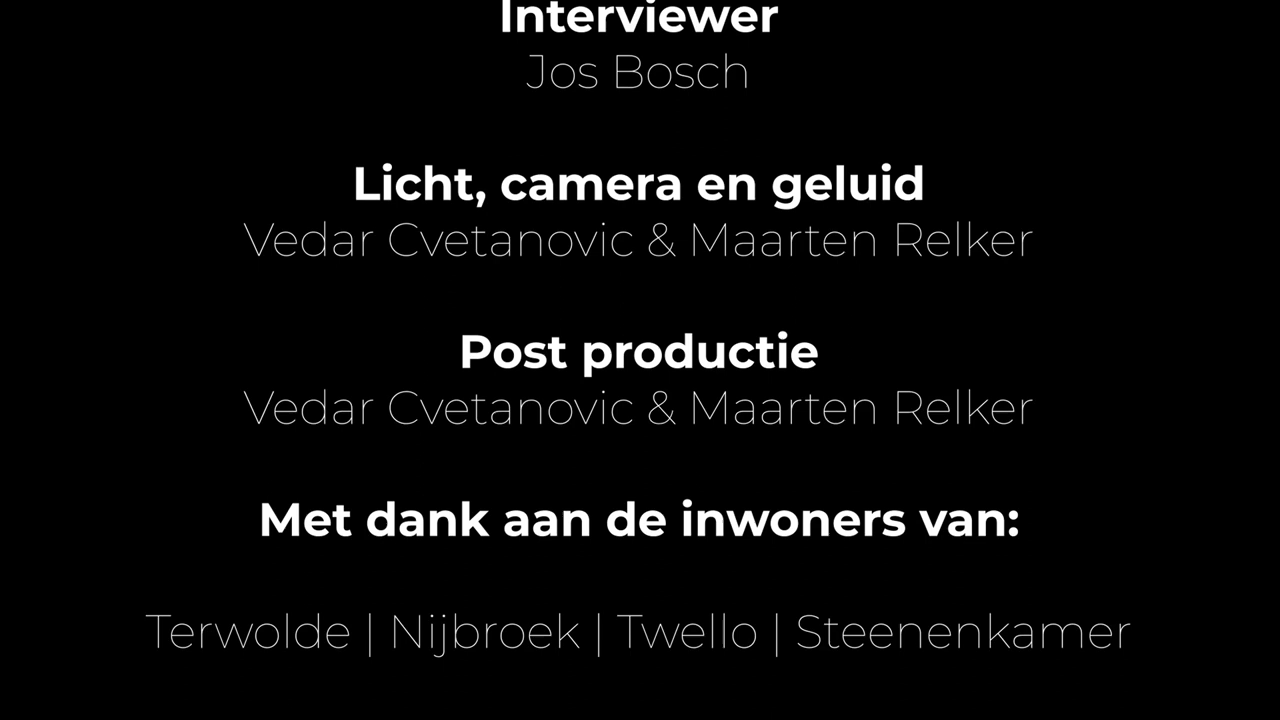 Interviewer
Jos Bosch
Licht, camera en geluid
Vedar Cvetanovic & Maarten Relker
Post productie
Vedar Cvetanovic & Maarten Relker
Met dank aan de inwoners van:
Terwolde | Nijbroek | Twello | Steenenkamer